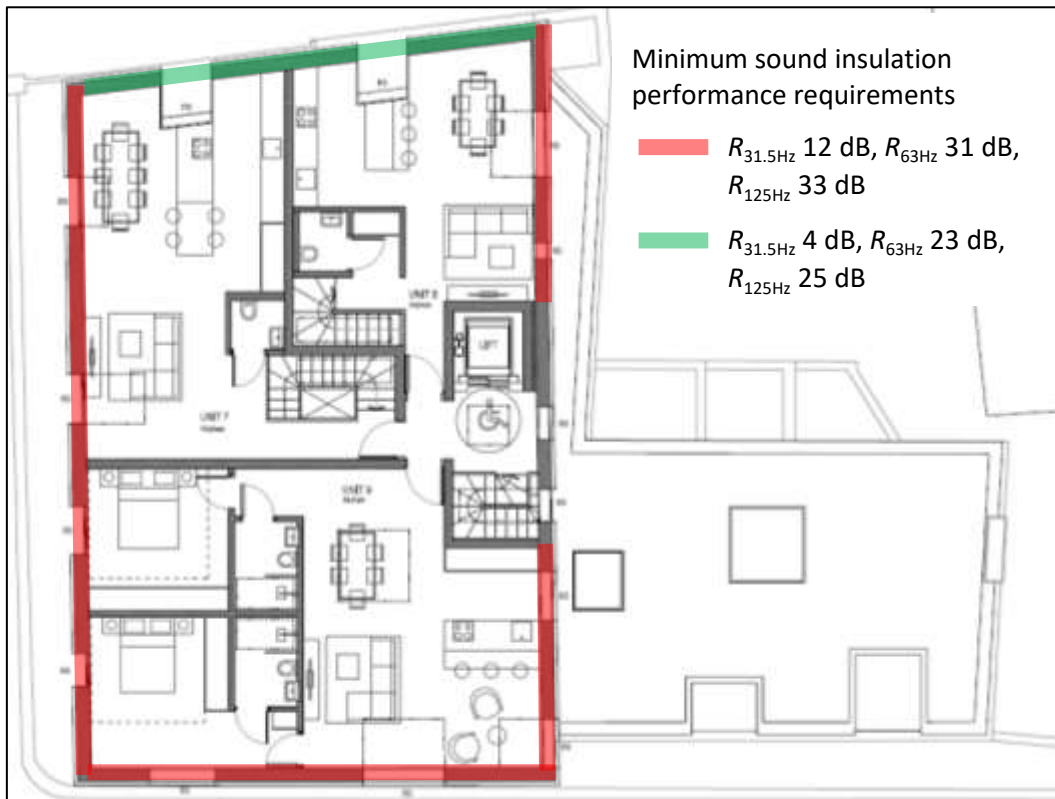 Minimum sound insulation
performance requirements
R31.5Hz 12 dB, R63Hz 31 dB,
R125Hz 33 dB
R31.5Hz 4 dB, R63Hz 23 dB,
R125Hz 25 dB
UNIT 8
LIFT
UNIT 7
UNIT 9